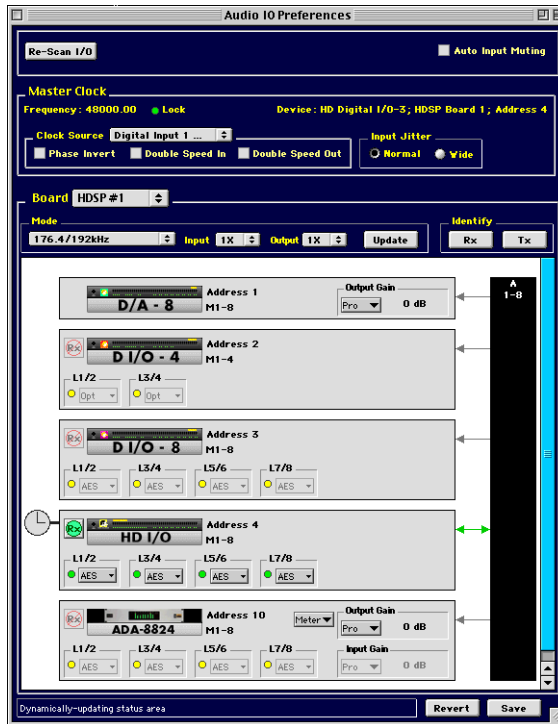 Audio IO Preferences
Re-Scan I/O
Auto Input Muting
Master Clock
Frequency: 48000.00 Lock Device: HD Digital I/O-3; HDSP Board 1; Address 4
Clock Source Digital Input 1 ... Input Jitter
Phase Invert Double Speed In Double Speed Out Normal Wide
Board HDSP #1
Mode Identify
176.4/192kHz Input 1X Output 1X Update Rx Tx
A
1-8
Address 1 Output Gain
D/A - 8 M1-8 Pro 0 dB
Rx Address 2
D I/O - 4 M1-4
L1/2 L3/4
Opt Opt
Rx Address 3
D I/O - 8 M1-8
L1/2 L3/4 L5/6 L7/8
AES AES AES AES
Rx Address 4
HD I/O M1-8
L1/2 L3/4 L5/6 L7/8
AES AES AES AES
Rx Address 10 Meter Output Gain
ADA-8824 M1-8 Pro 0 dB
L1/2 L3/4 L5/6 L7/8 Input Gain
AES AES AES AES Pro 0 dB
Dynamically-updating status area Revert Save